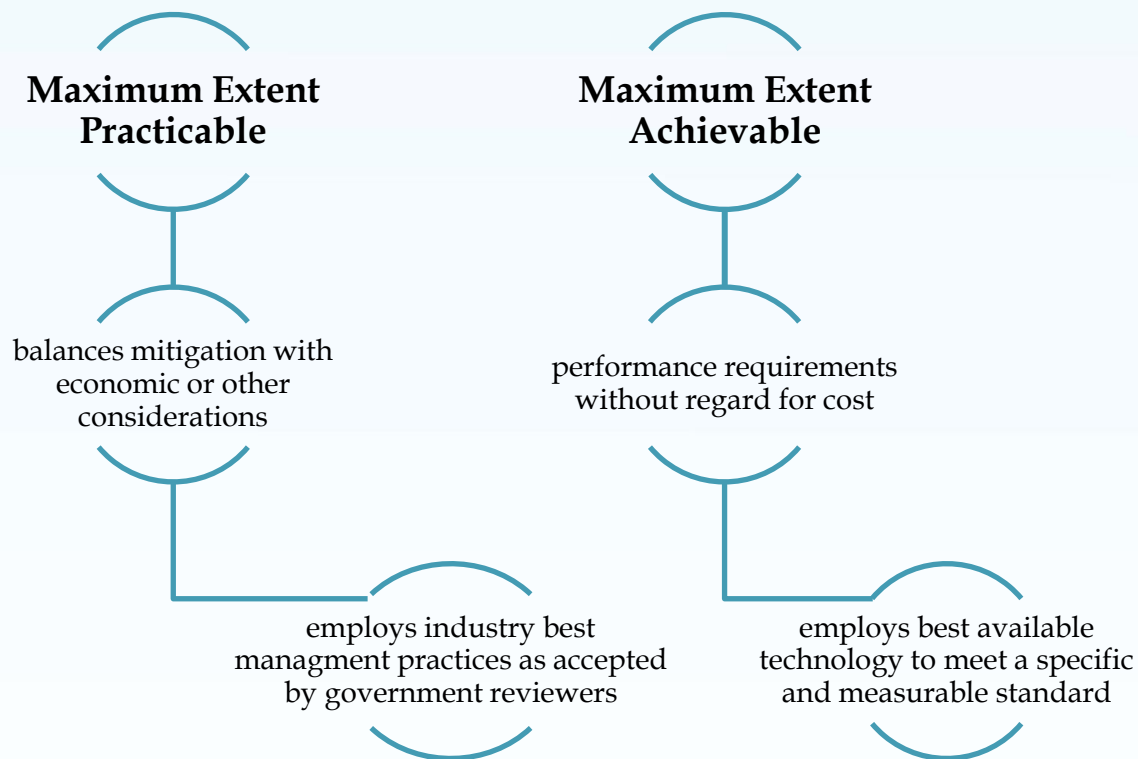 Maximum Extent
Practicable
balances mitigation with
economic or other
considerations
employs industry best
managment practices as accepted
by government reviewers
Maximum Extent
Achievable
performance requirements
without regard for cost
employs best available
technology to meet a specific
and measurable standard